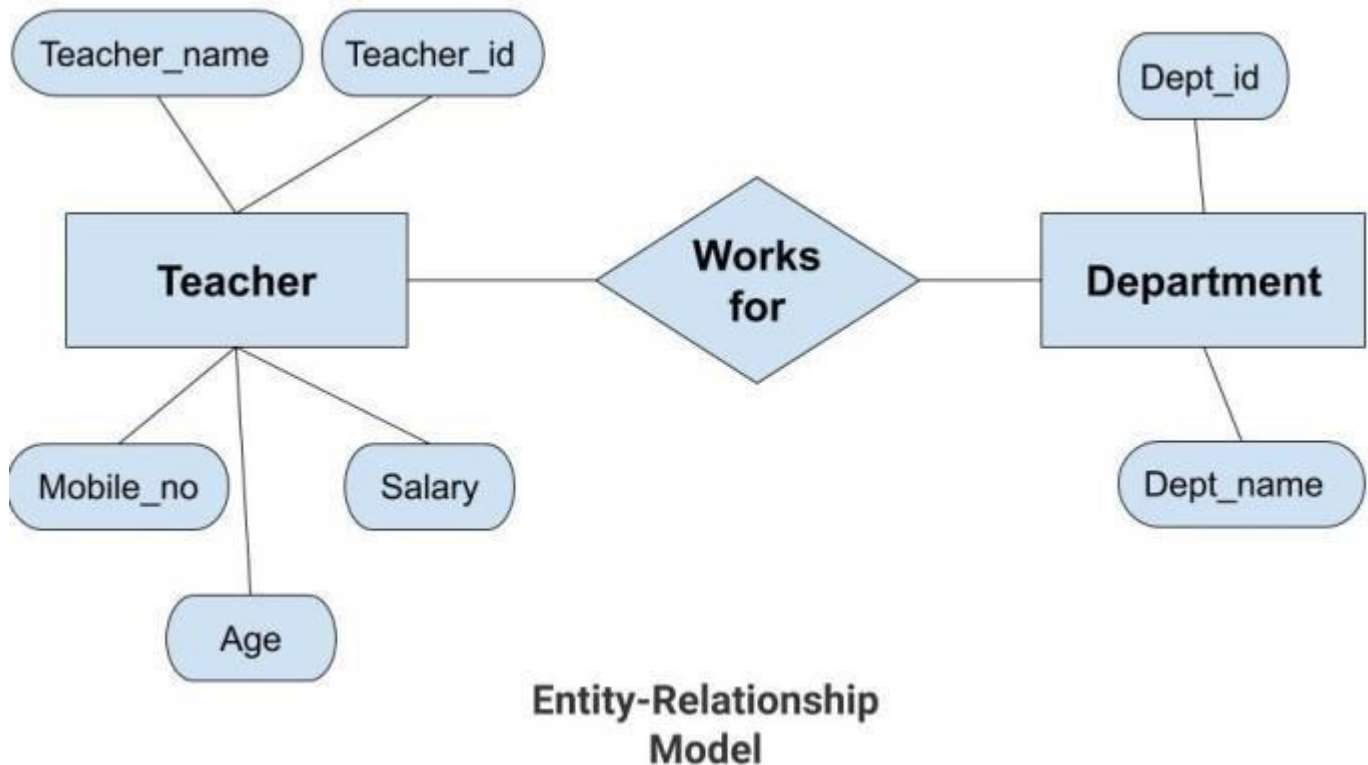 Teacher_name
Teacher_id
Dept_id
Teacher
Works
for
Department
Mobile_no
Salary
Dept_name
Age
Entity-Relationship
Model